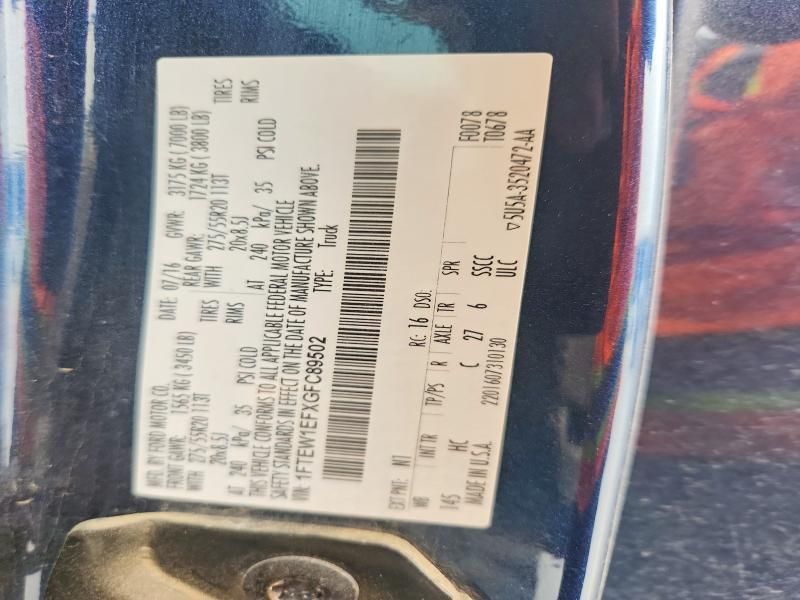 MFD. BY FORD MOTOR CO.
DATE: 07/16 GVWR: 3175 KG ( 7000 LB)
FRONT GAWR: 1565 KG ( 3450 LB) REAR GAWR: 1724 KG ( 3800 LB)
WITH 275/55R20 113T TIRES WITH 275/55R20 113T TIRES
20x8.5J RIMS 20x8.5J RIMS
AT 240 kPa/ 35 PSI COLD AT 240 kPa/ 35 PSI COLD
THIS VEHICLE CONFORMS TO ALL APPLICABLE FEDERAL MOTOR VEHICLE
SAFETY STANDARDS IN EFFECT ON THE DATE OF MANUFACTURE SHOWN ABOVE.
VIN: 1FTEW1EFXGFC89502 TYPE: Truck
EXT PNT: N1 RC: 16 DSO: F0078
T0678
WB INT TR TP/PS R AXLE TR SPR
145 HC C 27 6 SSCC
MADE IN U.S.A. 220160731013​0 ULC ▽5U5A-3520472-AA